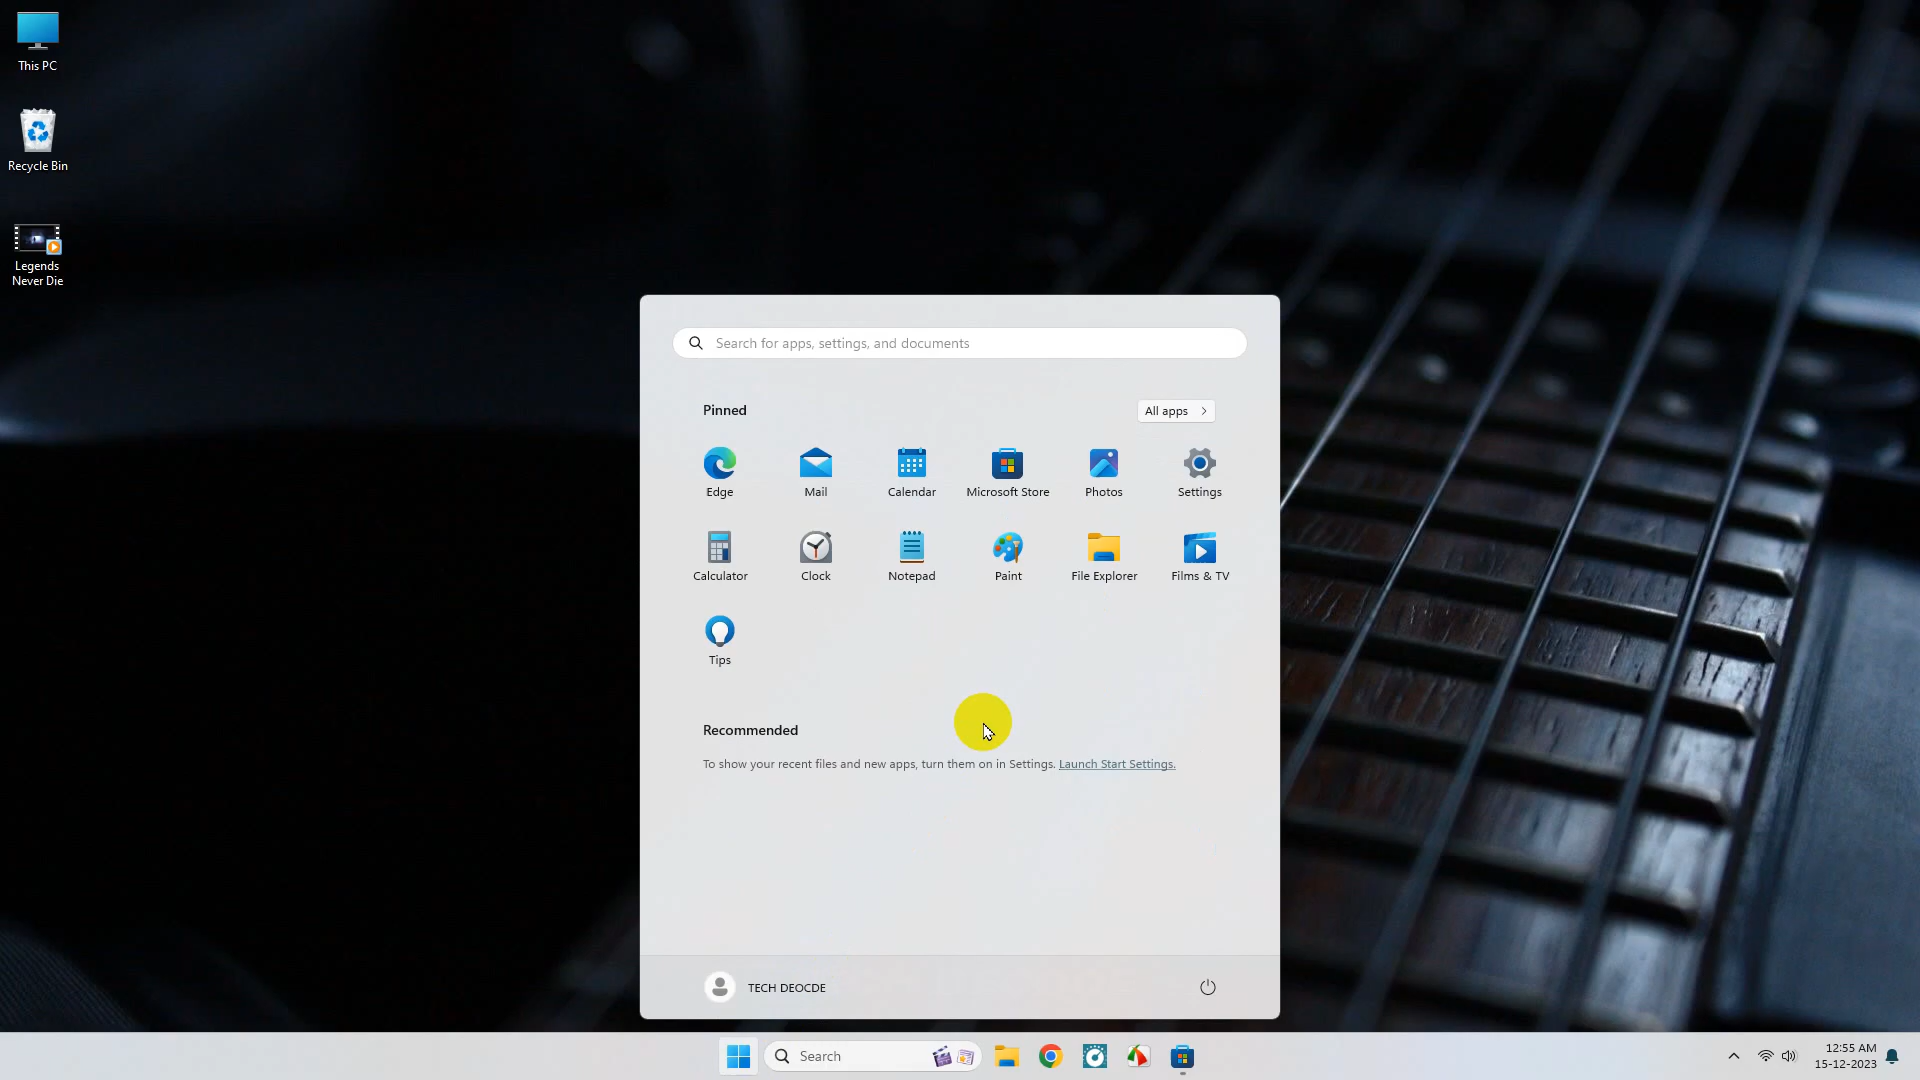 This PC
Recycle Bin
Legends
Never Die
Search for apps, settings, and documents
Pinned
All apps
Edge
Mail
Calendar
Microsoft Store
Photos
Settings
Calculator
Clock
Notepad
Paint
File Explorer
Films & TV
Tips
Recommended
To show your recent files and new apps, turn them on in Settings. Launch Start Settings.
TECH DEOCDE
Search
12:55 AM
15-12-2023